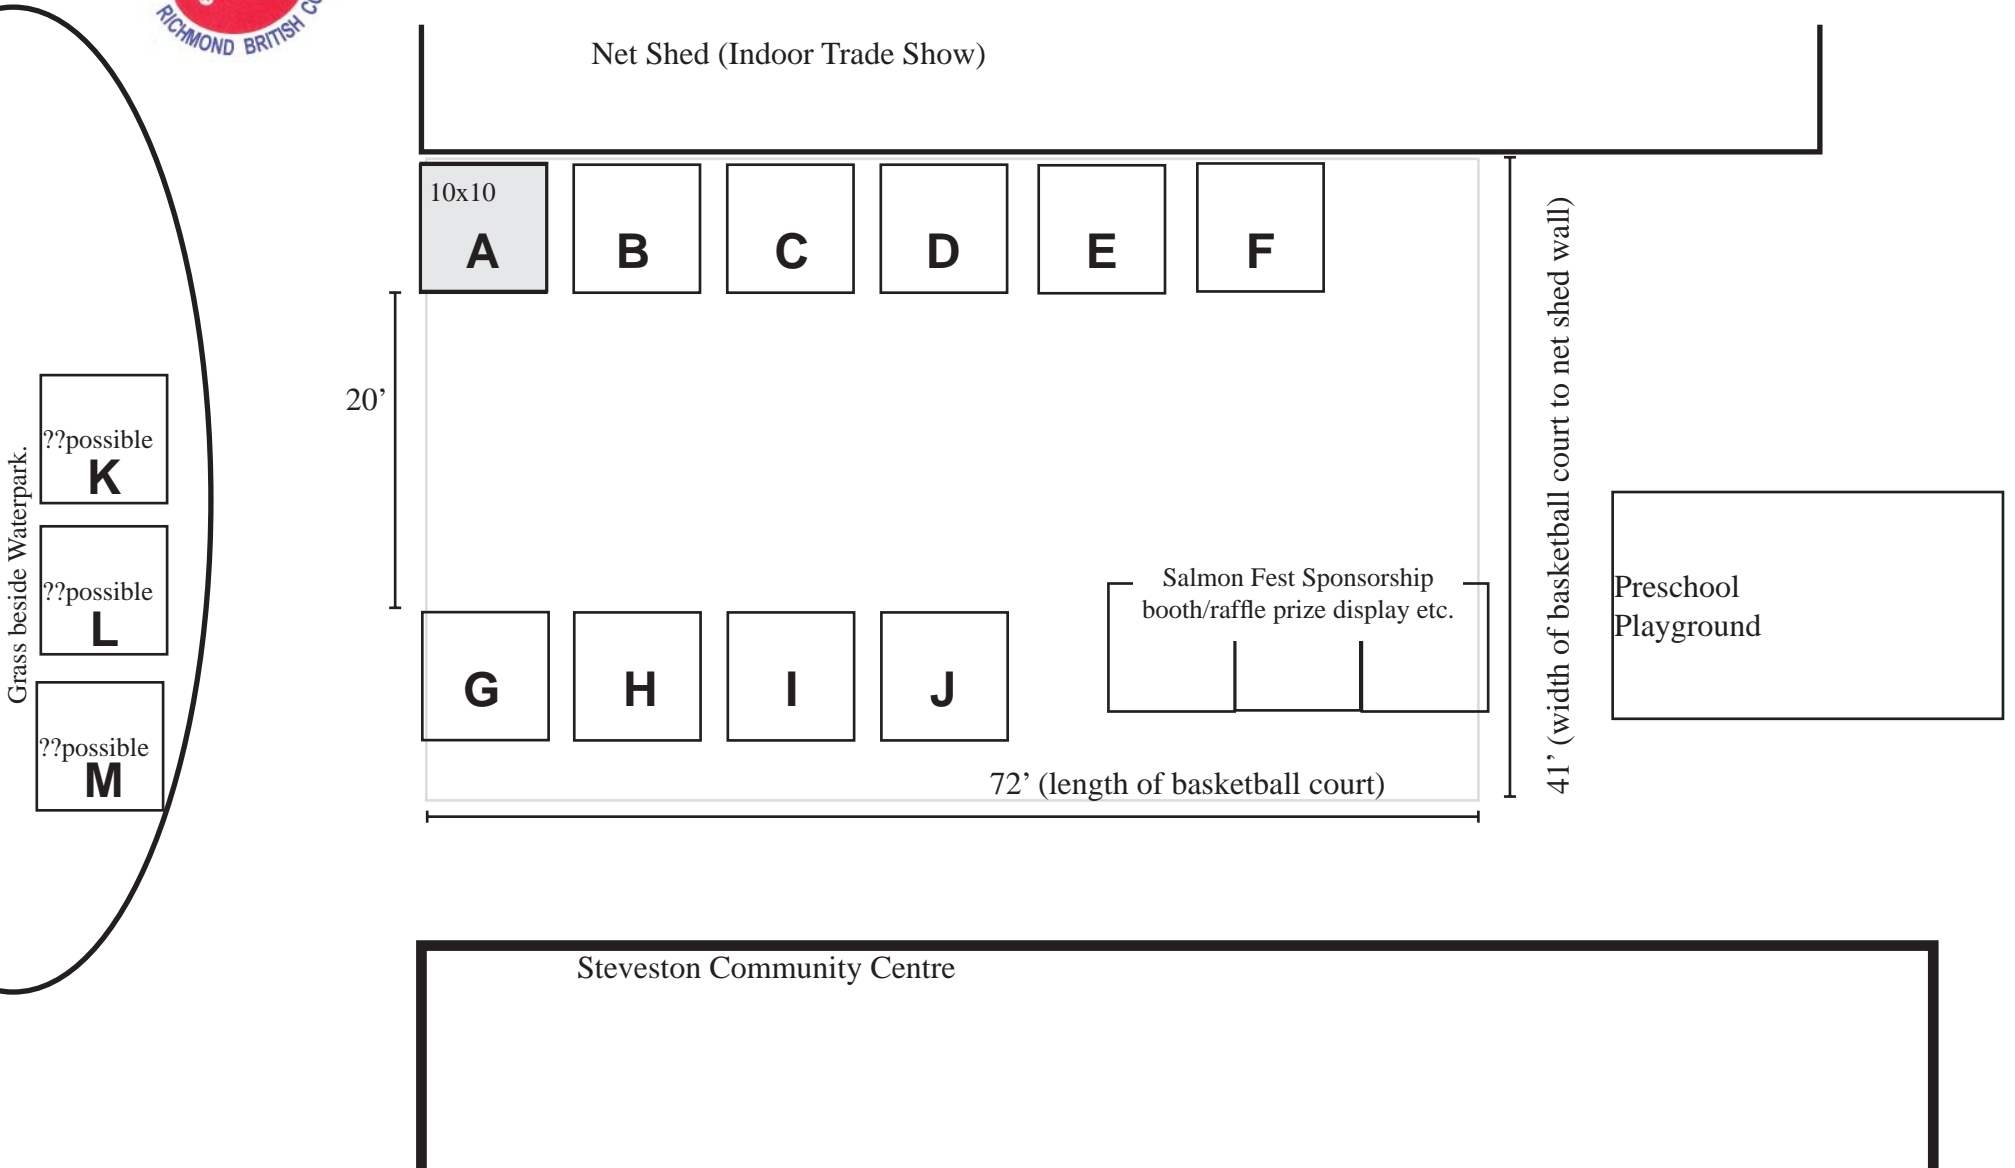 RICHMOND BRITISH
Net Shed (Indoor Trade Show)
10x10
A
B
C
D
E
F
20’
41’ (width of basketball court to net shed wall)
Grass beside Waterpark.
??possible
K
??possible
L
??possible
M
Salmon Fest Sponsorship
booth/raffle prize display etc.
Preschool
Playground
G
H
I
J
72’ (length of basketball court)
Steveston Community Centre